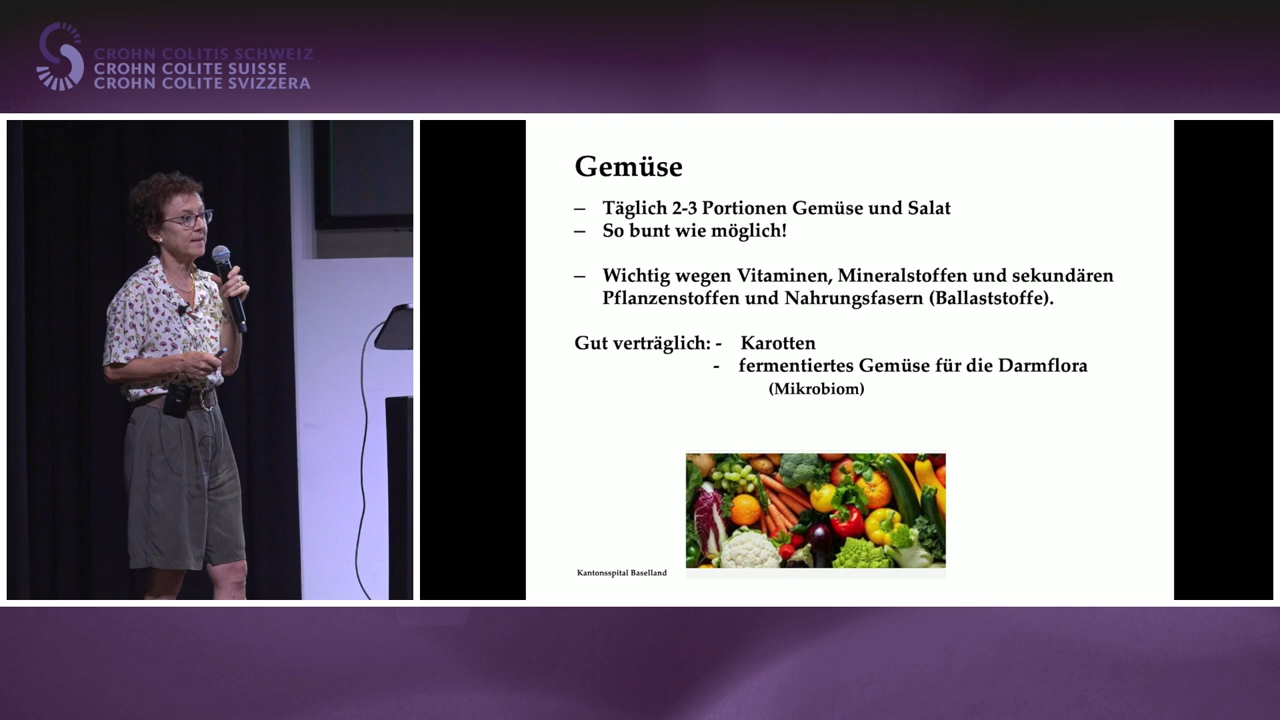 CROHN COLITIS SCHWEIZ
CROHN COLITE SUISSE
CROHN COLITE SVIZZERA
Gemüse
– Täglich 2-3 Portionen Gemüse und Salat
– So bunt wie möglich!
– Wichtig wegen Vitaminen, Mineralstoffen und sekundären
Pflanzenstoffen und Nahrungsfasern (Ballaststoffe).
Gut verträglich: - Karotten
- fermentiertes Gemüse für die Darmflora
(Mikrobiom)
Kantonsspital Baselland